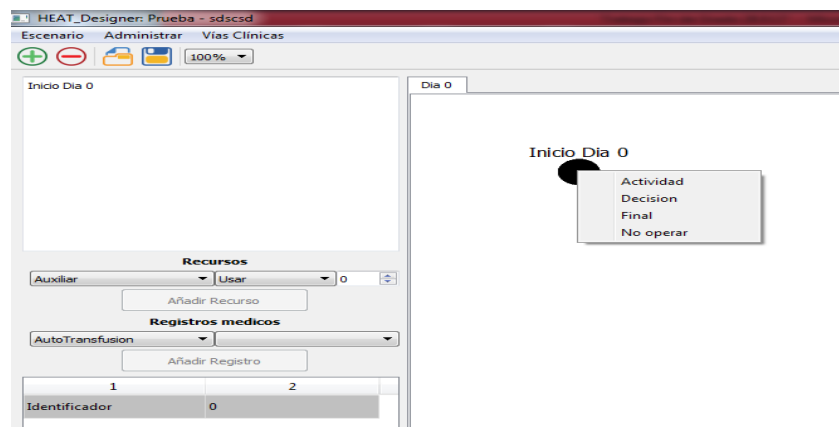 HEAT_Designer: Prueba - sdscsd
Escenario Administrar Vías Clínicas
100%
Inicio Dia 0
Recursos
Auxiliar Usar 0
Añadir Recurso
Registros medicos
AutoTransfusion
Añadir Registro
1 2
Identificador 0
Dia 0
Inicio Dia 0
Actividad
Decision
Final
No operar